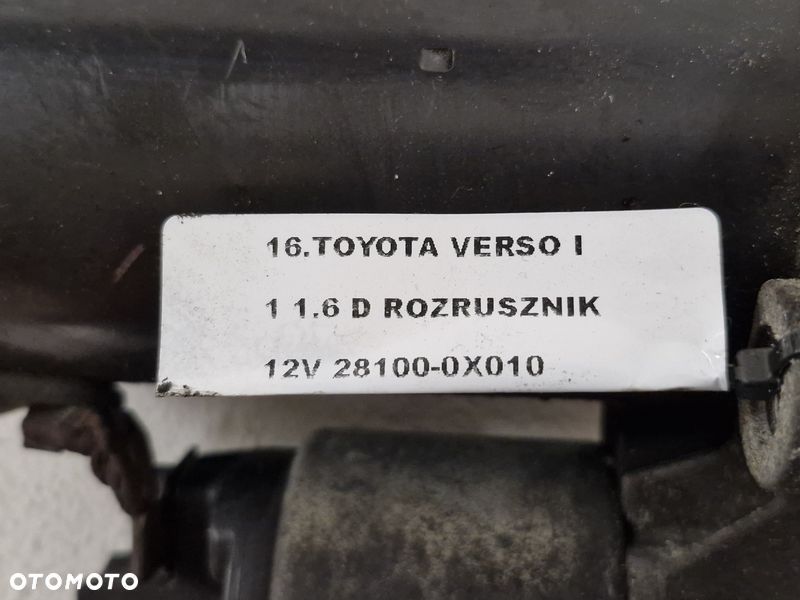 16.TOYOTA VERSO I
1 1.6 D ROZRUSZNIK
12V 28100-0X010
OTOMOTO